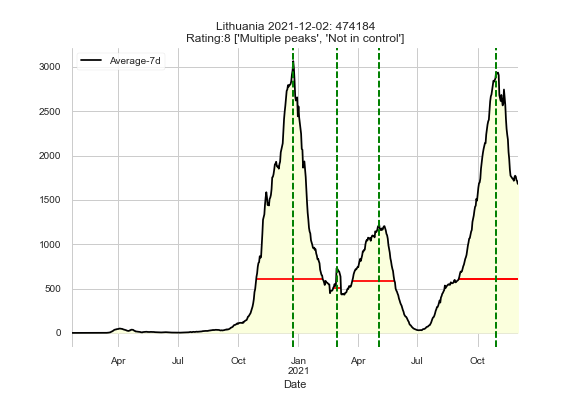 Lithuania 2021-12-02: 474184
Rating:8 ['Multiple peaks', 'Not in control']
Average-7d
3000
2500
2000
1500
1000
500
0
Apr Jul Oct Jan Apr Jul Oct
2021
Date